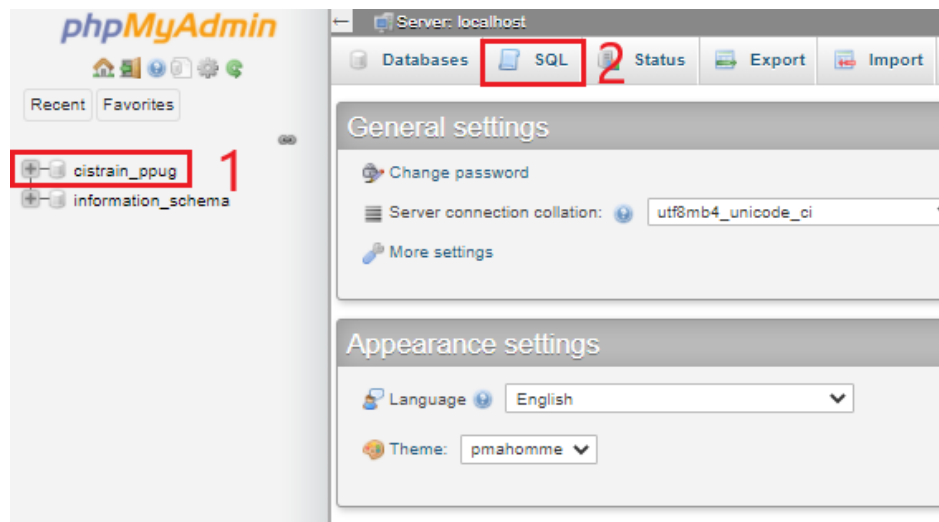 phpMyAdmin
Recent Favorites
cistrain_ppug 1
information_schema
Server: localhost
Databases SQL 2 Status Export Import
General settings
Change password
Server connection collation: utf8mb4_unicode_ci
More settings
Appearance settings
Language English
Theme: pmahomme